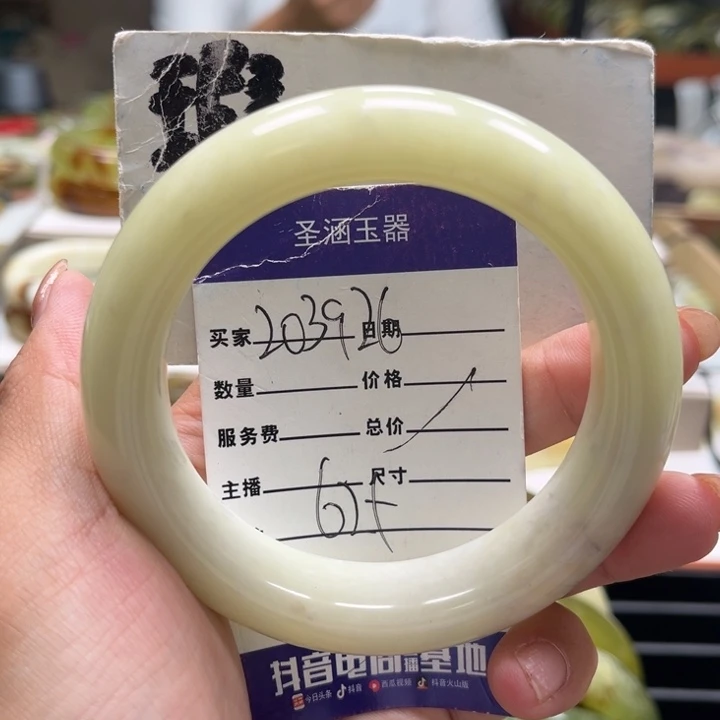 圣涵玉器
买家 203926 日期
数量 价格
服务费 总价
主播 尺寸
抖音电商直播基地
今日头条 抖音 西瓜视频 抖音火山版